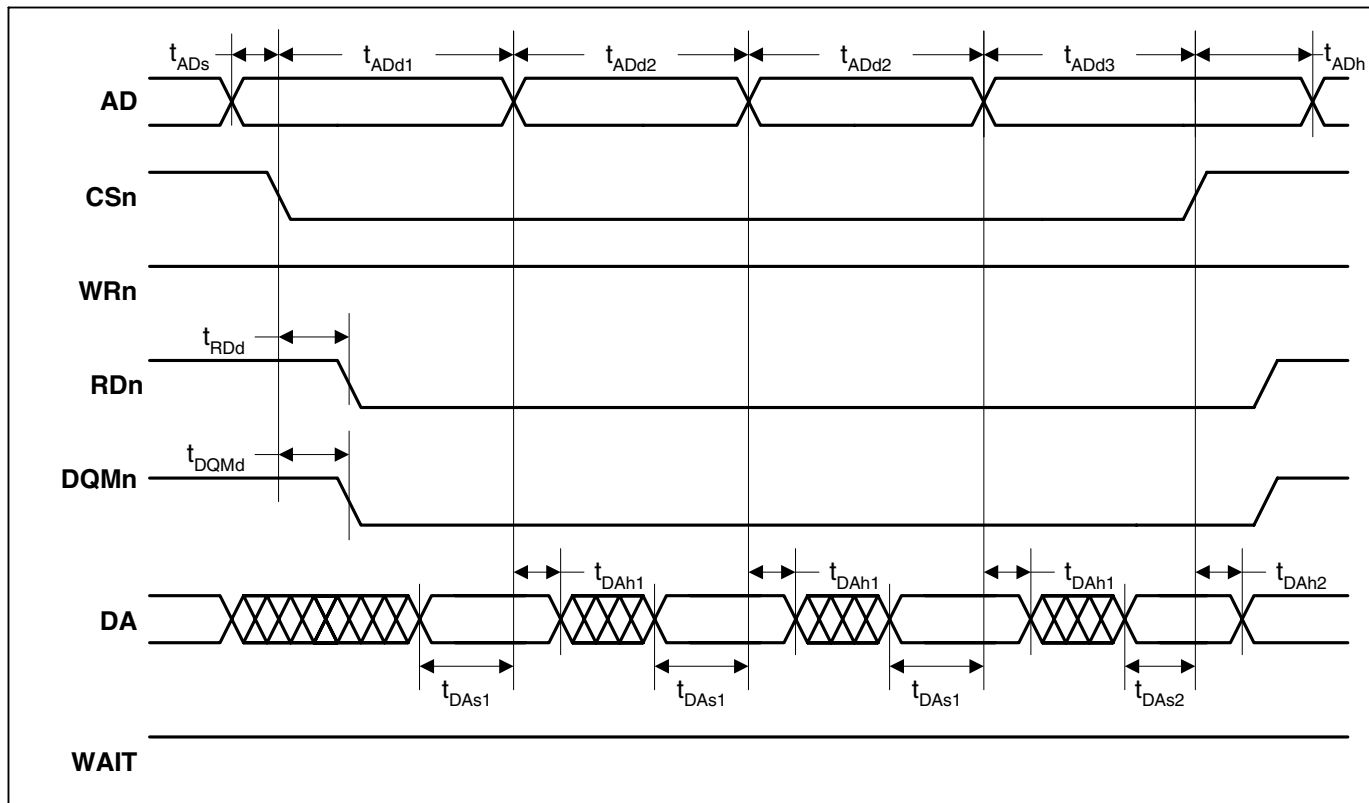 tADs tADd1 tADd2 tADd2 tADd3 tADh
AD
CSn
WRn
tRDd
RDn
tDQMd
DQMn
tDAh1 tDAh1 tDAh1 tDAh2
DA
tDAs1 tDAs1 tDAs1 tDAs2
WAIT